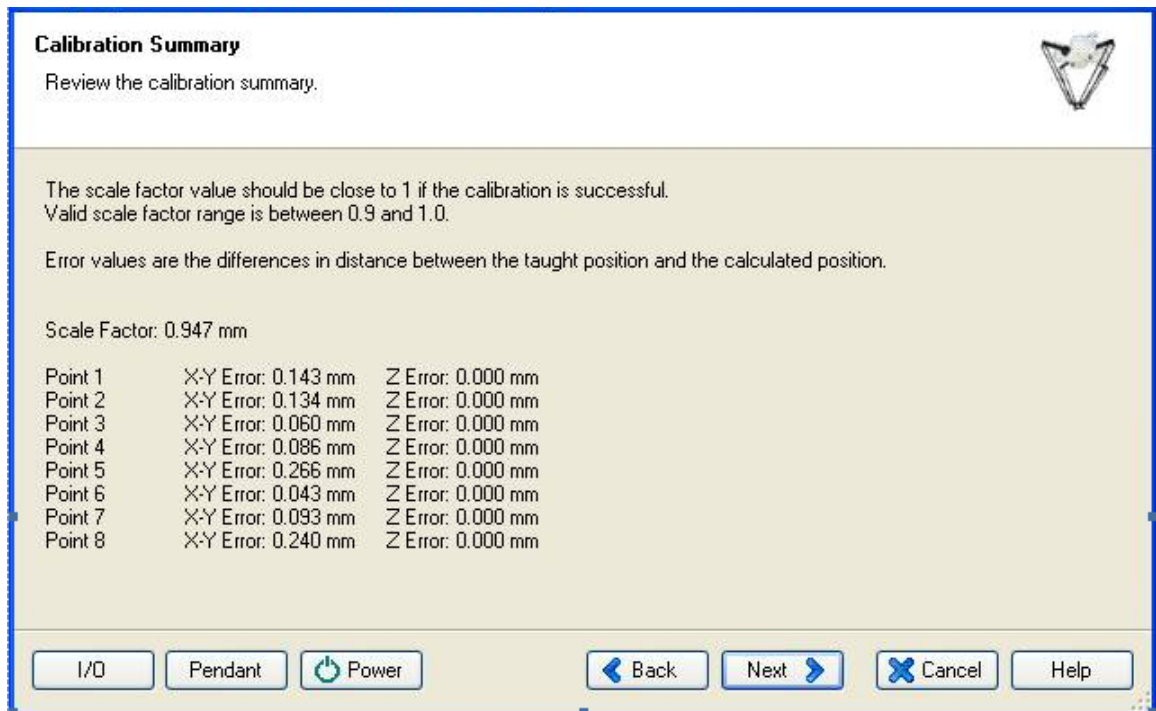 Calibration Summary
Review the calibration summary.
The scale factor value should be close to 1 if the calibration is successful.
Valid scale factor range is between 0.9 and 1.0.
Error values are the differences in distance between the taught position and the calculated position.
Scale Factor: 0.947 mm
Point 1 X-Y Error: 0.143 mm Z Error: 0.000 mm
Point 2 X-Y Error: 0.134 mm Z Error: 0.000 mm
Point 3 X-Y Error: 0.060 mm Z Error: 0.000 mm
Point 4 X-Y Error: 0.086 mm Z Error: 0.000 mm
Point 5 X-Y Error: 0.266 mm Z Error: 0.000 mm
Point 6 X-Y Error: 0.043 mm Z Error: 0.000 mm
Point 7 X-Y Error: 0.093 mm Z Error: 0.000 mm
Point 8 X-Y Error: 0.240 mm Z Error: 0.000 mm
I/O Pendant Power Back Next Cancel Help